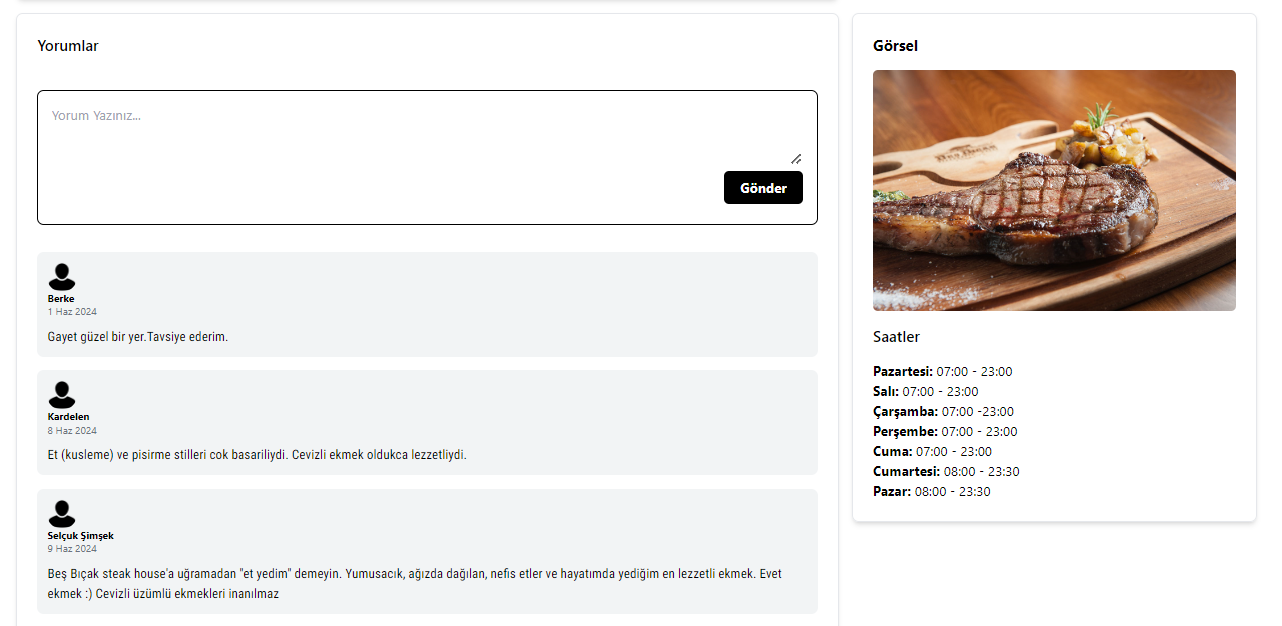 Yorumlar
Yorum Yazınız...
Gönder
Berke
1 Haz 2024
Gayet güzel bir yer.Tavsiye ederim.
Kardelen
8 Haz 2024
Et (kusleme) ve pisirme stilleri cok basariliydi. Cevizli ekmek oldukca lezzetliydi.
Selçuk Şimşek
9 Haz 2024
Beş Bıçak steak house'a uğramadan "et yedim" demeyin. Yumusacık, ağızda dağılan, nefis etler ve hayatımda yediğim en lezzetli ekmek. Evet
ekmek :) Cevizli üzümlü ekmekleri inanılmaz
Görsel
Saatler
Pazartesi: 07:00 - 23:00
Salı: 07:00 - 23:00
Çarşamba: 07:00 -23:00
Perşembe: 07:00 - 23:00
Cuma: 07:00 - 23:00
Cumartesi: 08:00 - 23:30
Pazar: 08:00 - 23:30